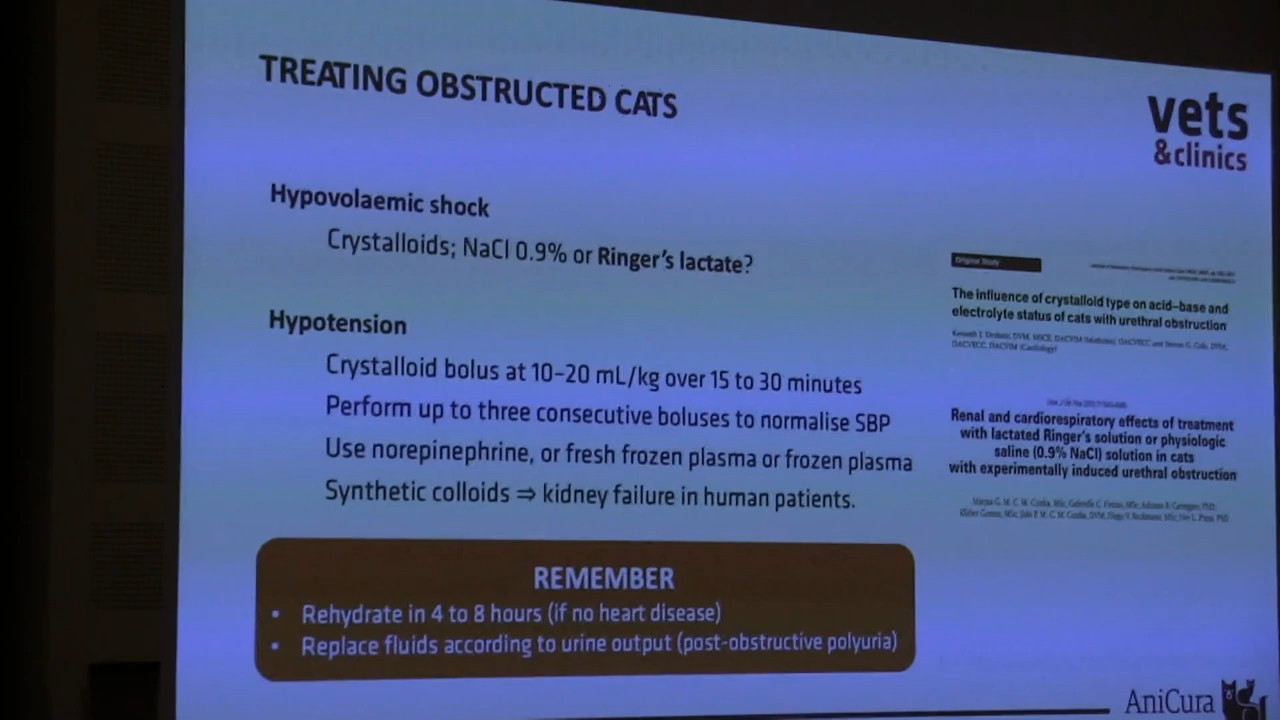 TREATING OBSTRUCTED CATS
vets
&clinics
Hypovolaemic shock
Crystalloids; NaCl 0.9% or Ringer's lactate?
Hypotension
Crystalloid bolus at 10–20 mL/kg over 15 to 30 minutes
Perform up to three consecutive boluses to normalise SBP
Use norepinephrine, or fresh frozen plasma or frozen plasma
Synthetic colloids ⇒ kidney failure in human patients.
Original Study
The influence of crystalloid type on acid–base and
electrolyte status of cats with urethral obstruction
Renal and cardiorespiratory effects of treatment
with lactated Ringer's solution or physiologic
saline (0.9% NaCl) solution in cats
with experimentally induced urethral obstruction
REMEMBER
• Rehydrate in 4 to 8 hours (if no heart disease)
• Replace fluids according to urine output (post-obstructive polyuria)
AniCura